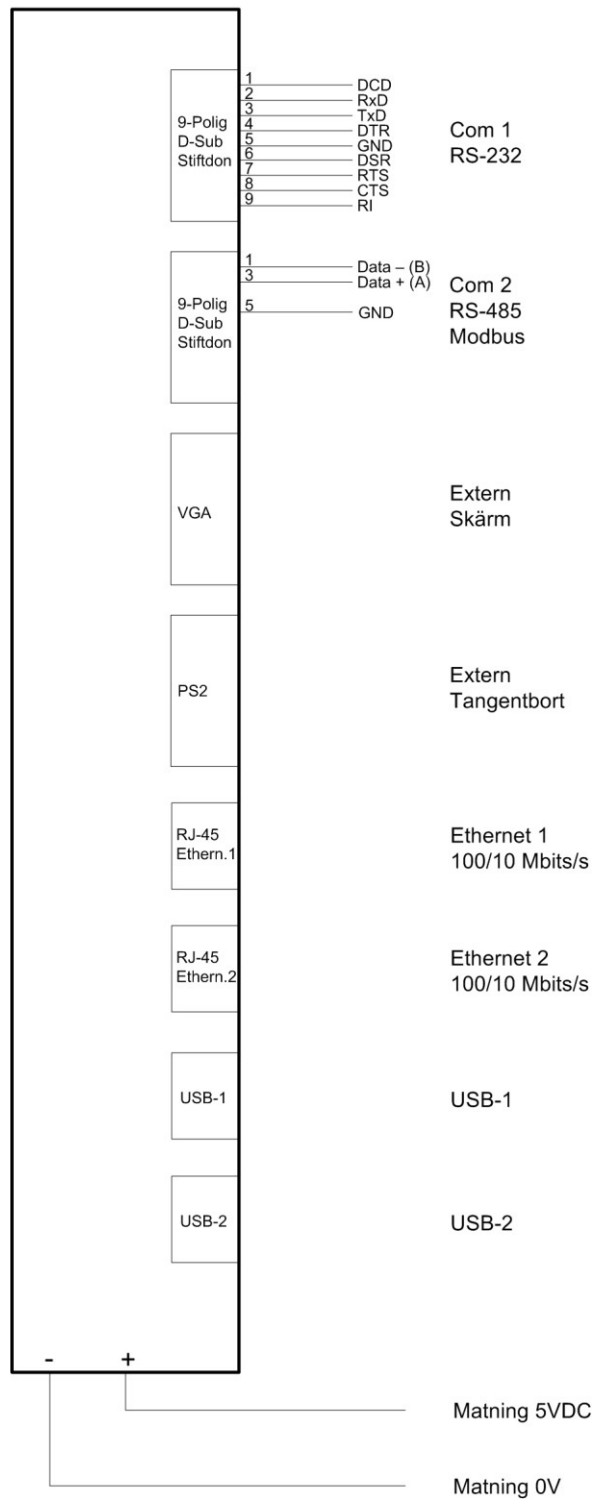 9-Polig
D-Sub
Stiftdon
1 DCD
2 RxD
3 TxD
4 DTR
5 GND
6 DSR
7 RTS
8 CTS
9 RI
Com 1
RS-232
9-Polig
D-Sub
Stiftdon
1 Data – (B)
3 Data + (A)
5 GND
Com 2
RS-485
Modbus
VGA
Extern
Skärm
PS2
Extern
Tangentbort
RJ-45
Ethern.1
Ethernet 1
100/10 Mbits/s
RJ-45
Ethern.2
Ethernet 2
100/10 Mbits/s
USB-1
USB-1
USB-2
USB-2
- +
Matning 5VDC
Matning 0V